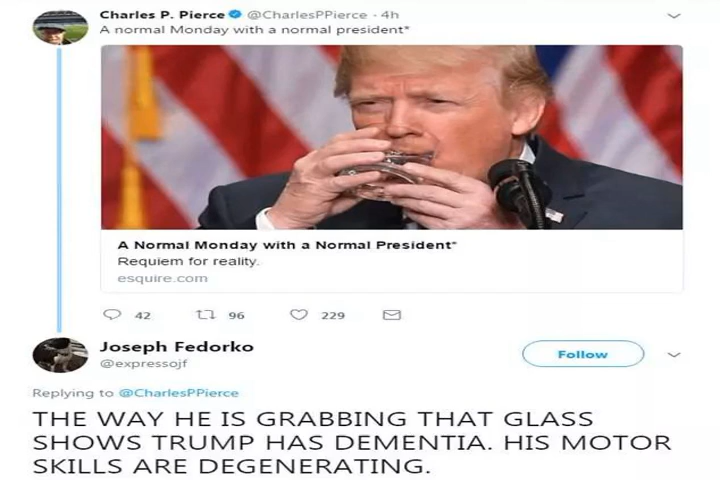 Charles P. Pierce @CharlesPPierce · 4h
A normal Monday with a normal president*
A Normal Monday with a Normal President*
Requiem for reality.
esquire.com
42 96 229
Joseph Fedorko
@expressojf
Follow
Replying to @CharlesPPierce
THE WAY HE IS GRABBING THAT GLASS
SHOWS TRUMP HAS DEMENTIA. HIS MOTOR
SKILLS ARE DEGENERATING.